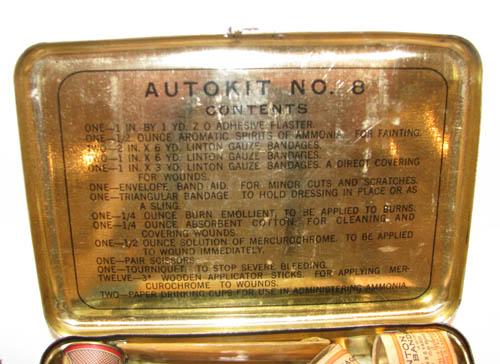 AUTOKIT NO. 8
CONTENTS
ONE—1 IN. BY 1 YD. Z O ADHESIVE PLASTER.
ONE—1/2 OUNCE AROMATIC SPIRITS OF AMMONIA. FOR FAINTING.
TWO—2 IN. X 6 YD. LINTON GAUZE BANDAGES.
TWO—1 IN. X 6 YD. LINTON GAUZE BANDAGES.
ONE—1 IN. X 3 YD. LINTON GAUZE BANDAGES. A DIRECT COVERING
FOR WOUNDS.
ONE—ENVELOPE BAND AID. FOR MINOR CUTS AND SCRATCHES.
ONE—TRIANGULAR BANDAGE TO HOLD DRESSING IN PLACE OR AS
A SLING.
ONE—1/4 OUNCE BURN EMOLLIENT, TO BE APPLIED TO BURNS.
ONE—1/4 OUNCE ABSORBENT COTTON. FOR CLEANING AND
COVERING WOUNDS.
ONE—1/2 OUNCE SOLUTION OF MERCUROCHROME. TO BE APPLIED
TO WOUND IMMEDIATELY.
ONE—PAIR SCISSORS.
ONE—TOURNIQUET. TO STOP SEVERE BLEEDING.
TWELVE—3" WOODEN APPLICATOR STICKS. FOR APPLYING MER-
CUROCHROME TO WOUNDS.
TWO—PAPER DRINKING CUPS FOR USE IN ADMINISTERING AMMONIA.